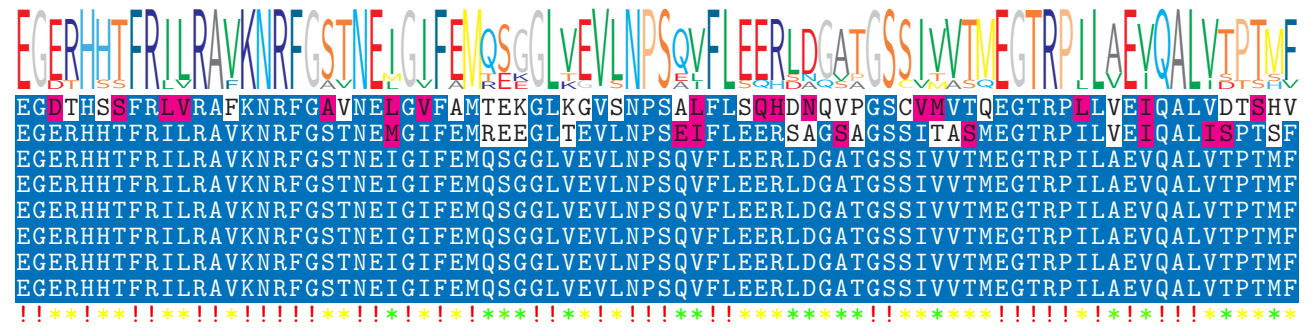 EGERHHTFRILRAVKNRFGSTNEIGIFEMQSGGLVEVLNPSQVFLEERLDGATGSSIVVTMEGTRPILAEVQALVTPTMF
EGDTHSSFRLVRAFKNRFGAVNELGVFAMTEKGLKGVSNPSALFLSQHDNQVPGSCVMVTQEGTRPLLVEIQALVDTSHV
EGERHHTFRILRAVKNRFGSTNEMGIFEMREEGLTEVLNPSEIFLEERSAGSAGSSITASMEGTRPILVEIQALISPTSF
EGERHHTFRILRAVKNRFGSTNEIGIFEMQSGGLVEVLNPSQVFLEERLDGATGSSIVVTMEGTRPILAEVQALVTPTMF
EGERHHTFRILRAVKNRFGSTNEIGIFEMQSGGLVEVLNPSQVFLEERLDGATGSSIVVTMEGTRPILAEVQALVTPTMF
EGERHHTFRILRAVKNRFGSTNEIGIFEMQSGGLVEVLNPSQVFLEERLDGATGSSIVVTMEGTRPILAEVQALVTPTMF
EGERHHTFRILRAVKNRFGSTNEIGIFEMQSGGLVEVLNPSQVFLEERLDGATGSSIVVTMEGTRPILAEVQALVTPTMF
EGERHHTFRILRAVKNRFGSTNEIGIFEMQSGGLVEVLNPSQVFLEERLDGATGSSIVVTMEGTRPILAEVQALVTPTMF
EGERHHTFRILRAVKNRFGSTNEIGIFEMQSGGLVEVLNPSQVFLEERLDGATGSSIVVTMEGTRPILAEVQALVTPTMF
!!**!**!!**!!*!!!!!**!!*!*!*!***!!**!*!!!**!!********!!******!!!!!*!*!*!!!******